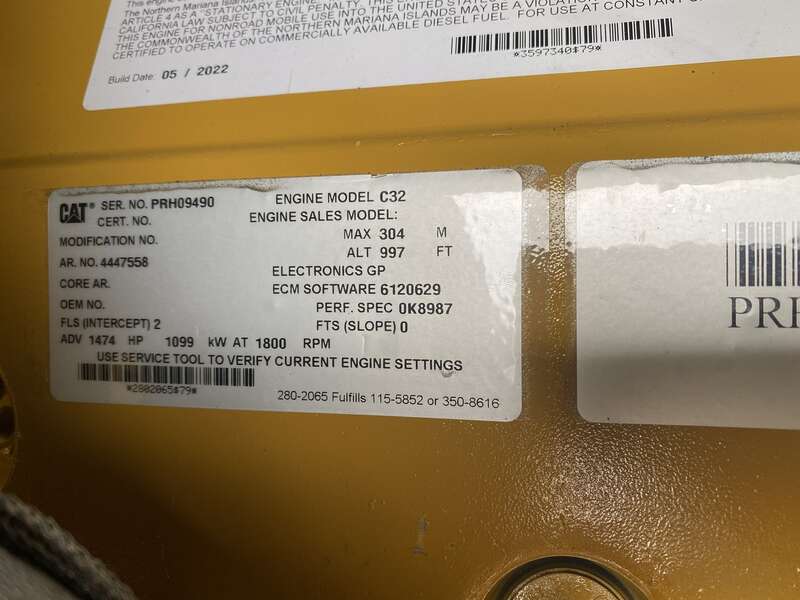 This engine
The Northern Mariana Islands
ARTICLE 4 AS A STATIONARY ENGINE
CALIFORNIA LAW SUBJECT TO CIVIL PENALTY. THIS
THIS ENGINE FOR NONROAD MOBILE USE INTO THE UNITED STATES
THE COMMONWEALTH OF THE NORTHERN MARIANA ISLANDS MAY BE A VIOLATION OF
CERTIFIED TO OPERATE ON COMMERCIALLY AVAILABLE DIESEL FUEL. FOR USE AT CONSTANT
*3597340$79*
Build Date: 05 / 2022
CAT® SER. NO. PRH09490 ENGINE MODEL C32
CERT. NO. ENGINE SALES MODEL:
MODIFICATION NO. MAX 304 M
ALT 997 FT
AR. NO. 4447558 ELECTRONICS GP
CORE AR. ECM SOFTWARE 6120629
OEM NO. PERF. SPEC 0K8987
FLS (INTERCEPT) 2 FTS (SLOPE) 0
ADV 1474 HP 1099 kW AT 1800 RPM
USE SERVICE TOOL TO VERIFY CURRENT ENGINE SETTINGS
*2802065$79*
280-2065 Fulfills 115-5852 or 350-8616